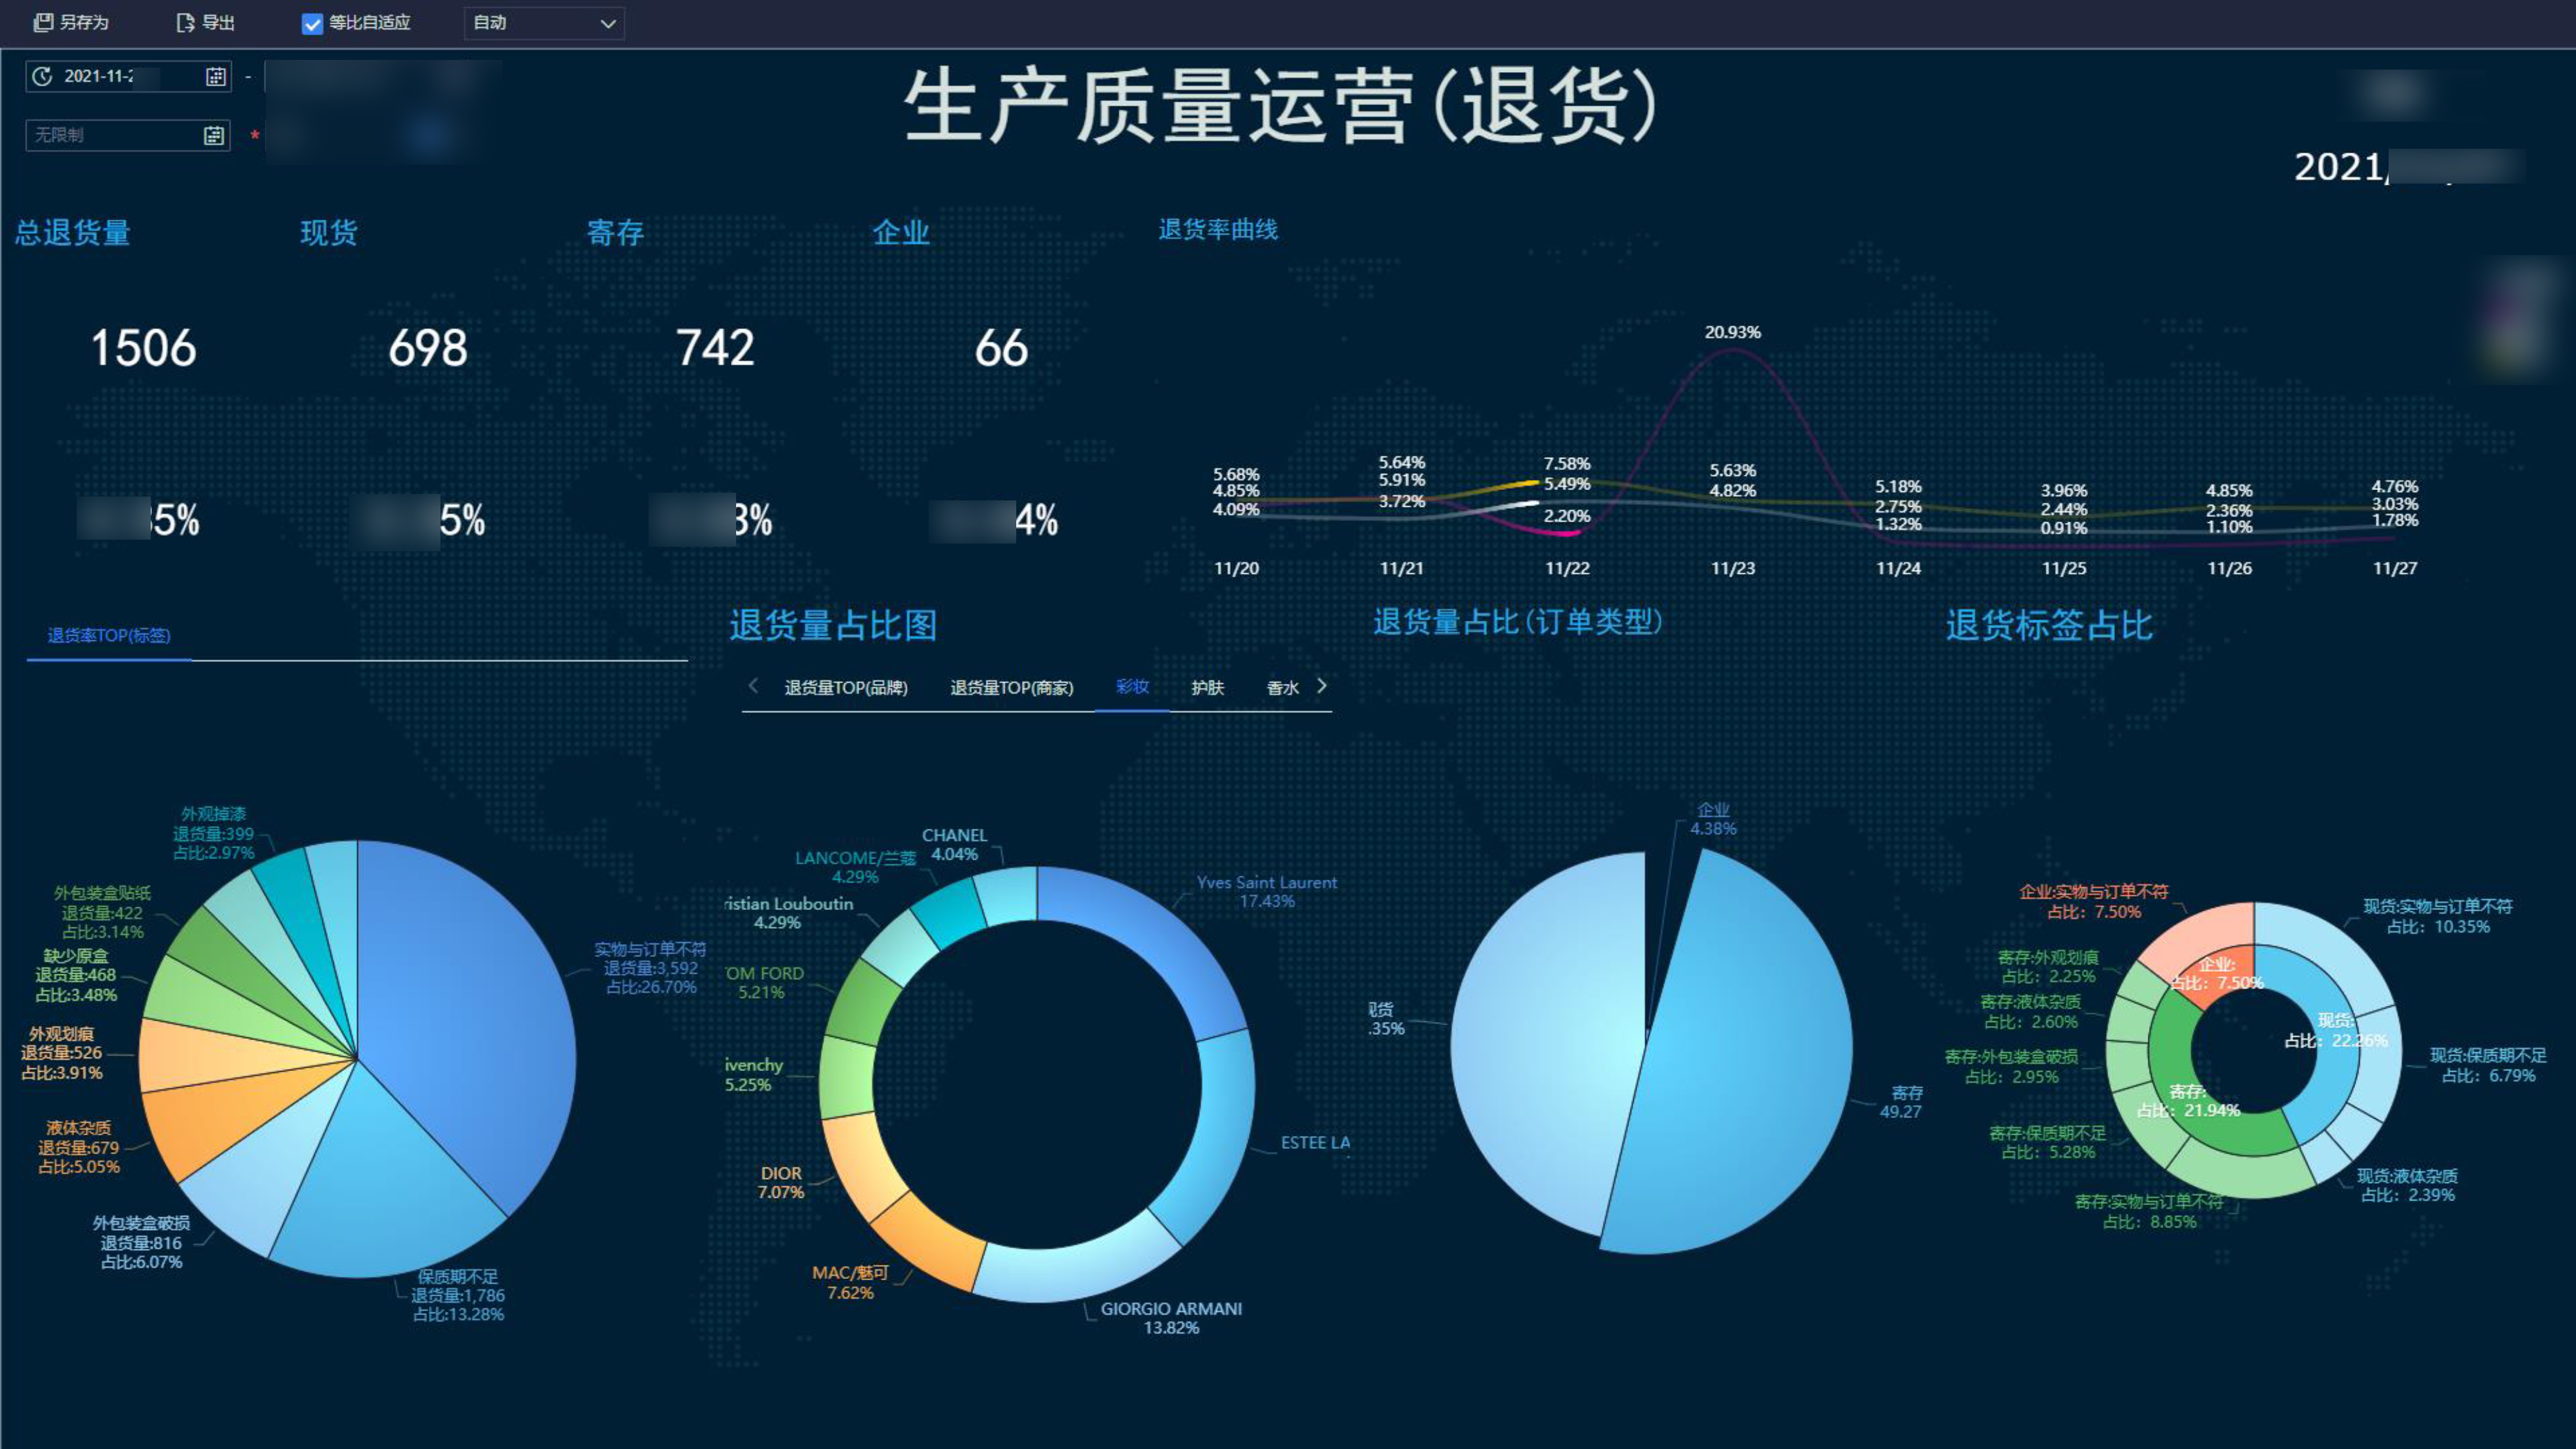 另存为
导出
等比自适应
自动
2021-11-2
-
无限制
*
生产质量运营(退货)
2021/
总退货量
现货
寄存
企业
1506
698
742
66
5%
5%
3%
4%
退货率曲线
20.93%
5.68%
4.85%
4.09%
5.64%
5.91%
3.72%
7.58%
5.49%
2.20%
5.63%
4.82%
5.18%
2.75%
1.32%
3.96%
2.44%
0.91%
4.85%
2.36%
1.10%
4.76%
3.03%
1.78%
11/20
11/21
11/22
11/23
11/24
11/25
11/26
11/27
退货率TOP(标签)
外观掉漆
退货量:399
占比:2.97%
外包装盒贴纸
退货量:422
占比:3.14%
缺少原盒
退货量:468
占比:3.48%
外观划痕
退货量:526
占比:3.91%
液体杂质
退货量:679
占比:5.05%
外包装盒破损
退货量:816
占比:6.07%
保质期不足
退货量:1,786
占比:13.28%
实物与订单不符
退货量:3,592
占比:26.70%
退货量占比图
退货量TOP(品牌)
退货量TOP(商家)
彩妆
护肤
香水
CHANEL
4.04%
LANCOME/兰蔻
4.29%
ristian Louboutin
4.29%
OM FORD
5.21%
ivenchy
5.25%
DIOR
7.07%
MAC/魅可
7.62%
GIORGIO ARMANI
13.82%
ESTEE LA
Yves Saint Laurent
17.43%
退货量占比(订单类型)
企业
4.38%
货
.35%
寄存
49.27
退货标签占比
企业:实物与订单不符
占比: 7.50%
寄存:外观划痕
占比: 2.25%
寄存:液体杂质
占比: 2.60%
寄存:外包装盒破损
占比: 2.95%
寄存:保质期不足
占比: 5.28%
寄存:实物与订单不符
占比: 8.85%
现货:实物与订单不符
占比: 10.35%
现货:保质期不足
占比: 6.79%
现货:液体杂质
占比: 2.39%
企业:
占比: 7.50%
现货:
占比: 22.26%
寄存:
占比: 21.94%